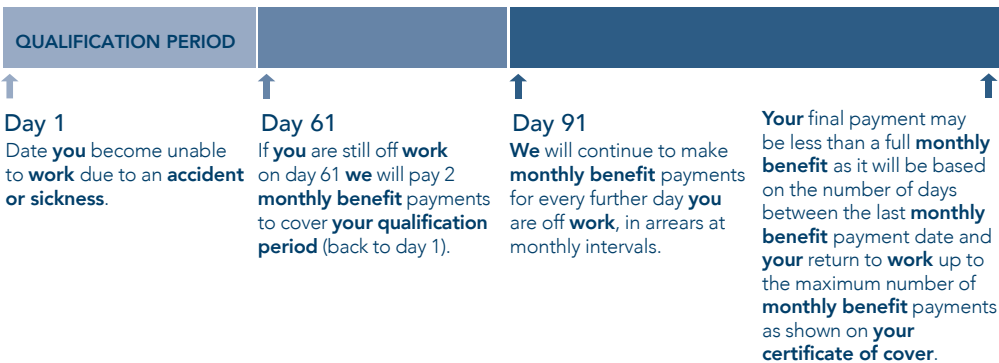 QUALIFICATION PERIOD
Day 1
Date you become unable
to work due to an accident
or sickness.
Day 61
If you are still off work
on day 61 we will pay 2
monthly benefit payments
to cover your qualification
period (back to day 1).
Day 91
We will continue to make
monthly benefit payments
for every further day you
are off work, in arrears at
monthly intervals.
Your final payment may
be less than a full monthly
benefit as it will be based
on the number of days
between the last monthly
benefit payment date and
your return to work up to
the maximum number of
monthly benefit payments
as shown on your
certificate of cover.